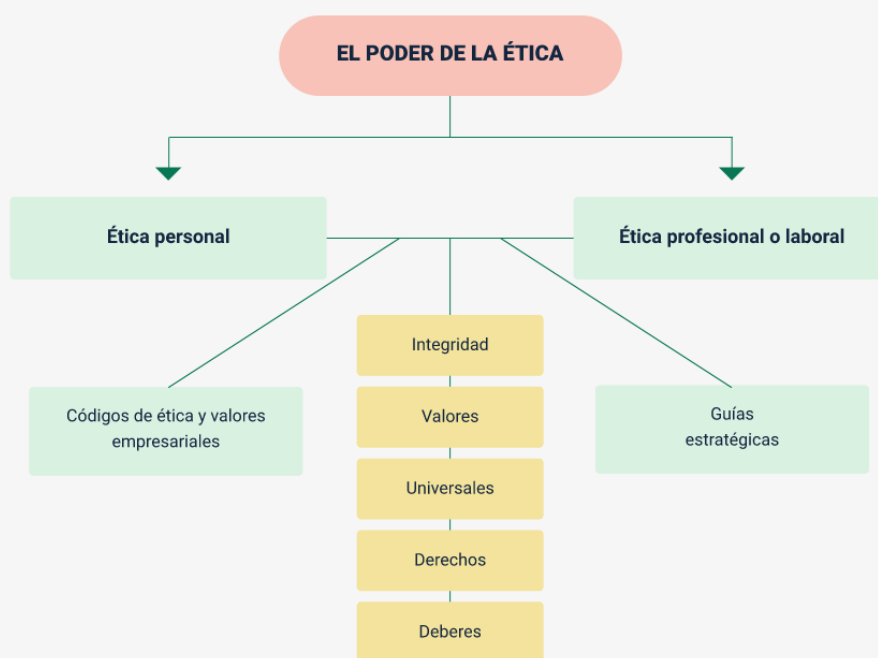 EL PODER DE LA ÉTICA
Ética personal
Ética profesional o laboral
Integridad
Códigos de ética y valores
empresariales
Valores
Guías
estratégicas
Universales
Derechos
Deberes